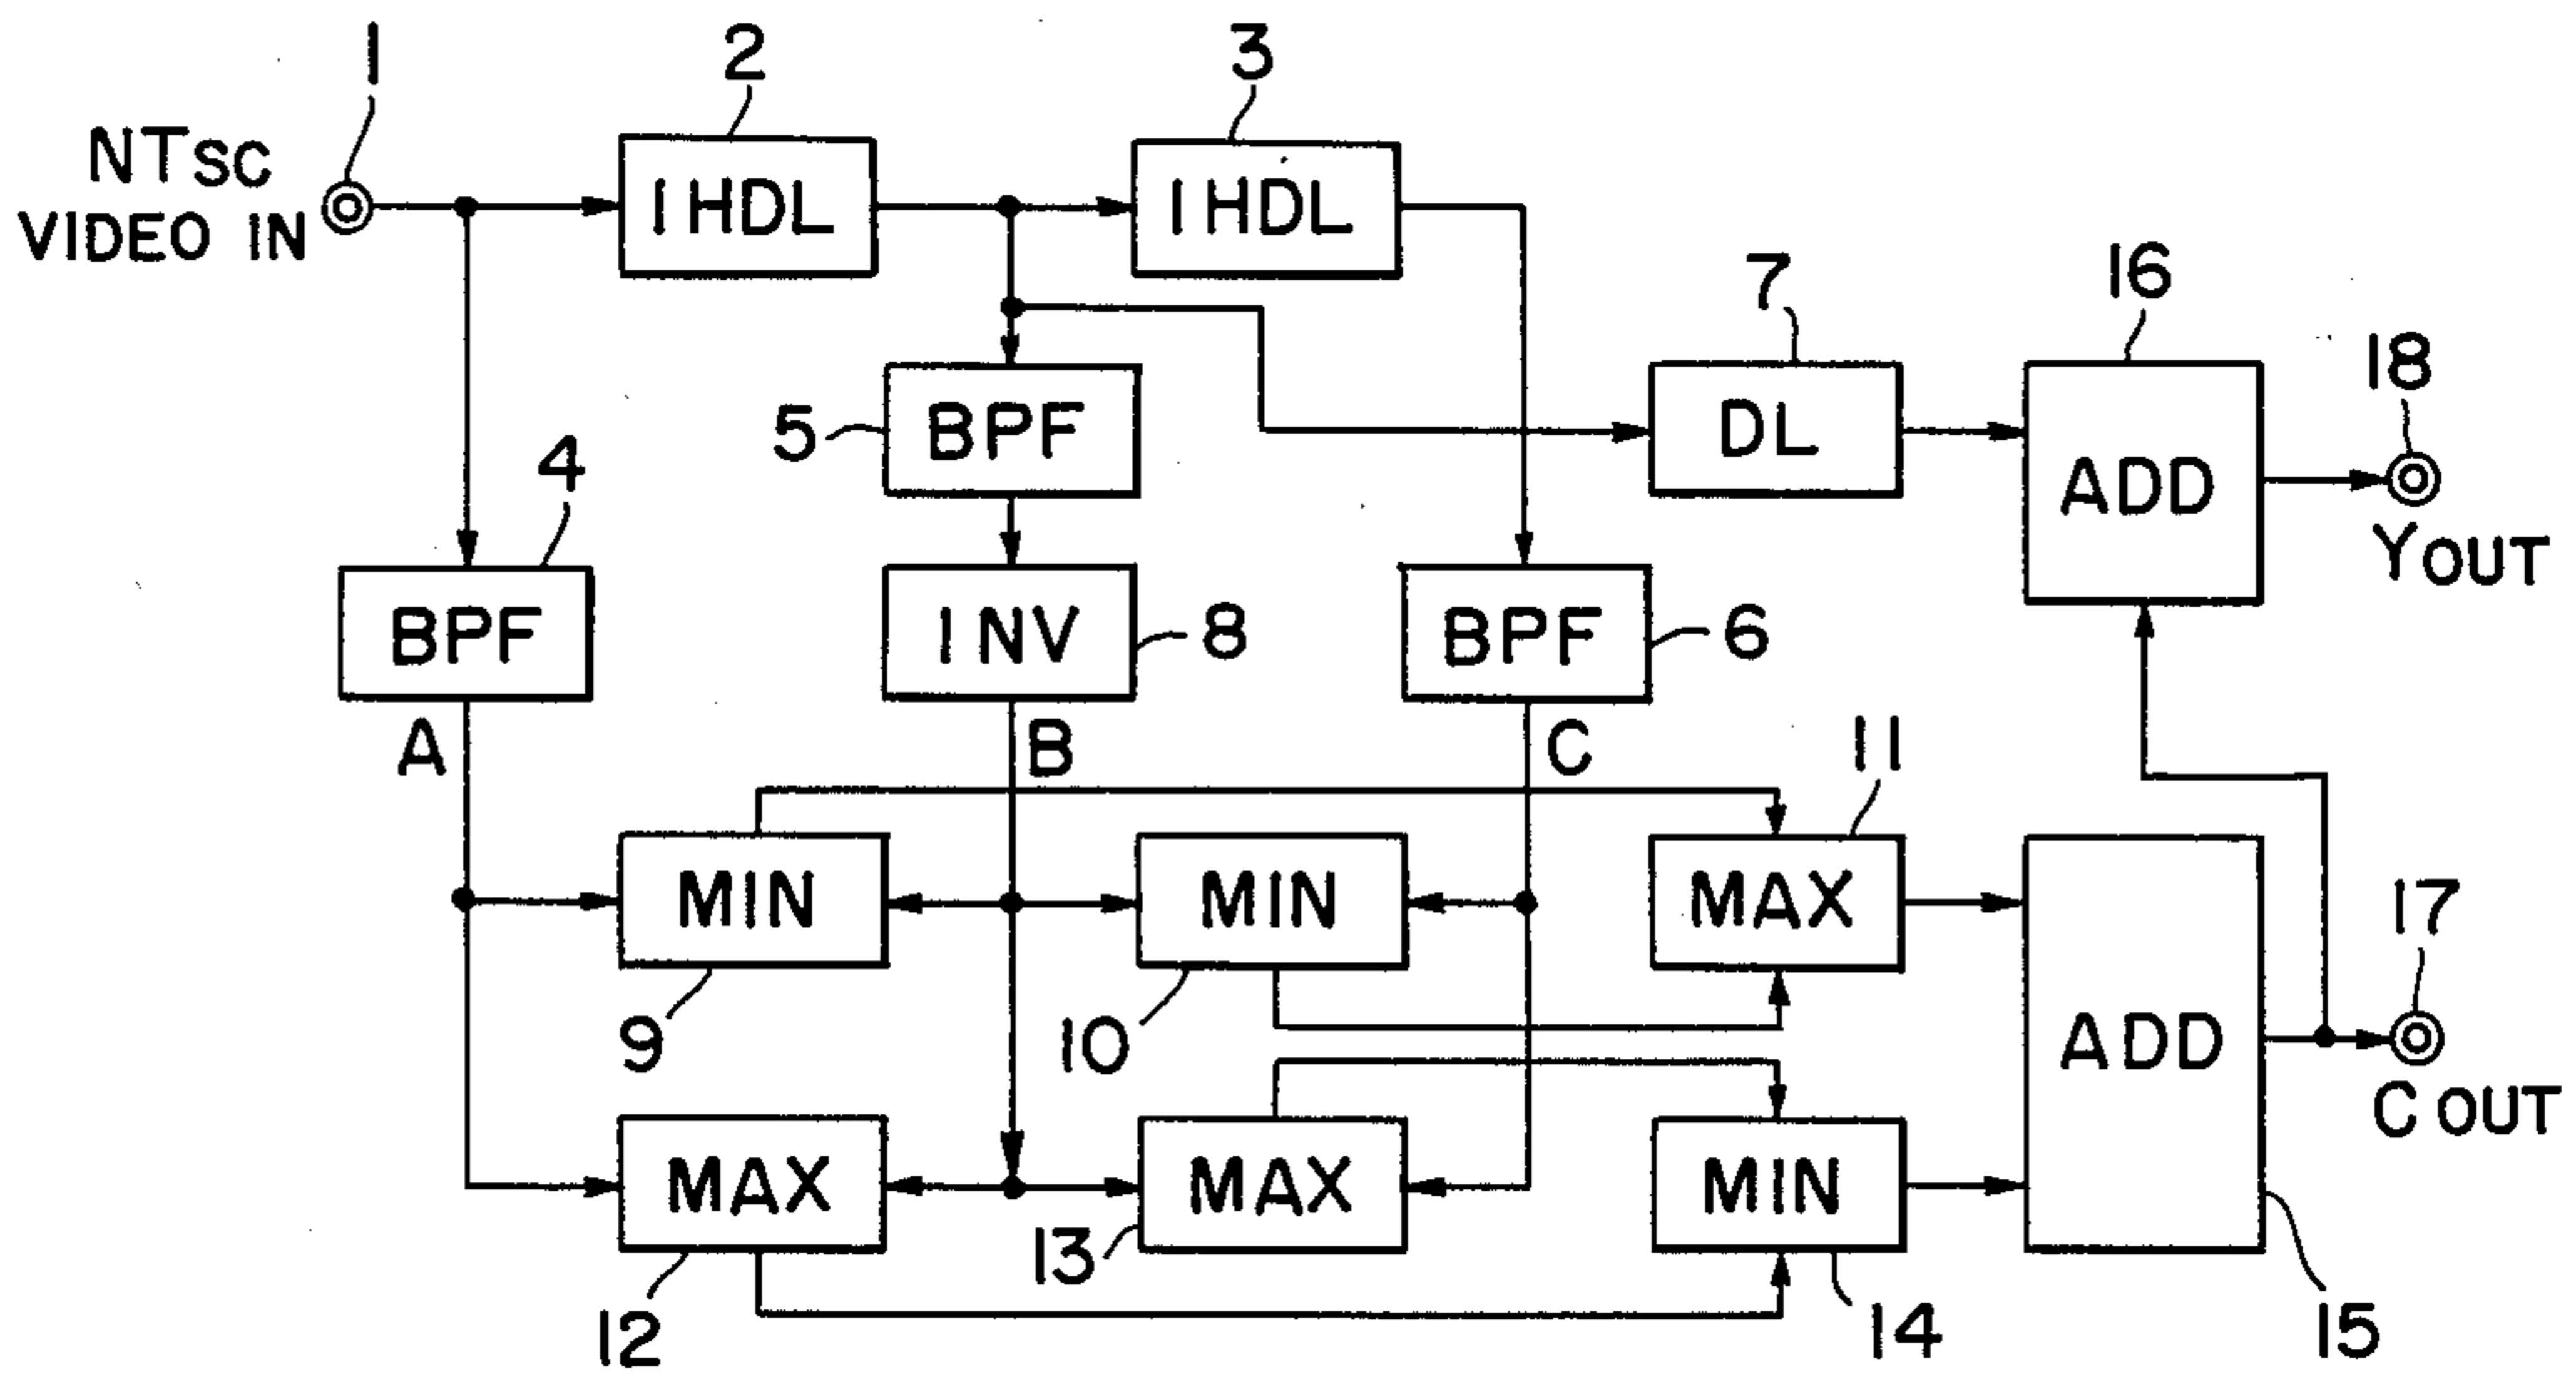 1
2
3
NTSC
VIDEO IN
1HDL
1HDL
7
16
18
5
BPF
DL
ADD
YOUT
4
BPF
INV
8
BPF
6
A
B
C
11
MIN
MIN
MAX
17
9
10
ADD
C OUT
MAX
MAX
MIN
13
12
14
15